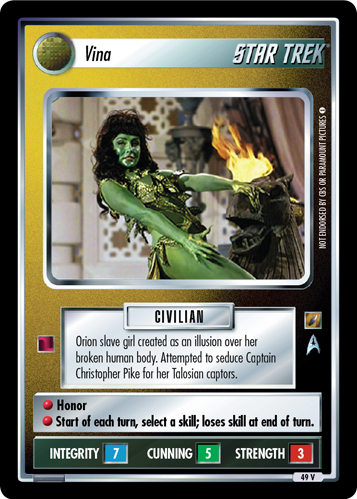 Vina
STAR TREK
NOT ENDORSED BY CBS OR PARAMOUNT PICTURES
CIVILIAN
Orion slave girl created as an illusion over her
broken human body. Attempted to seduce Captain
Christopher Pike for her Talosian captors.
Honor
Start of each turn, select a skill; loses skill at end of turn.
INTEGRITY 7 CUNNING 5 STRENGTH 3
49 V